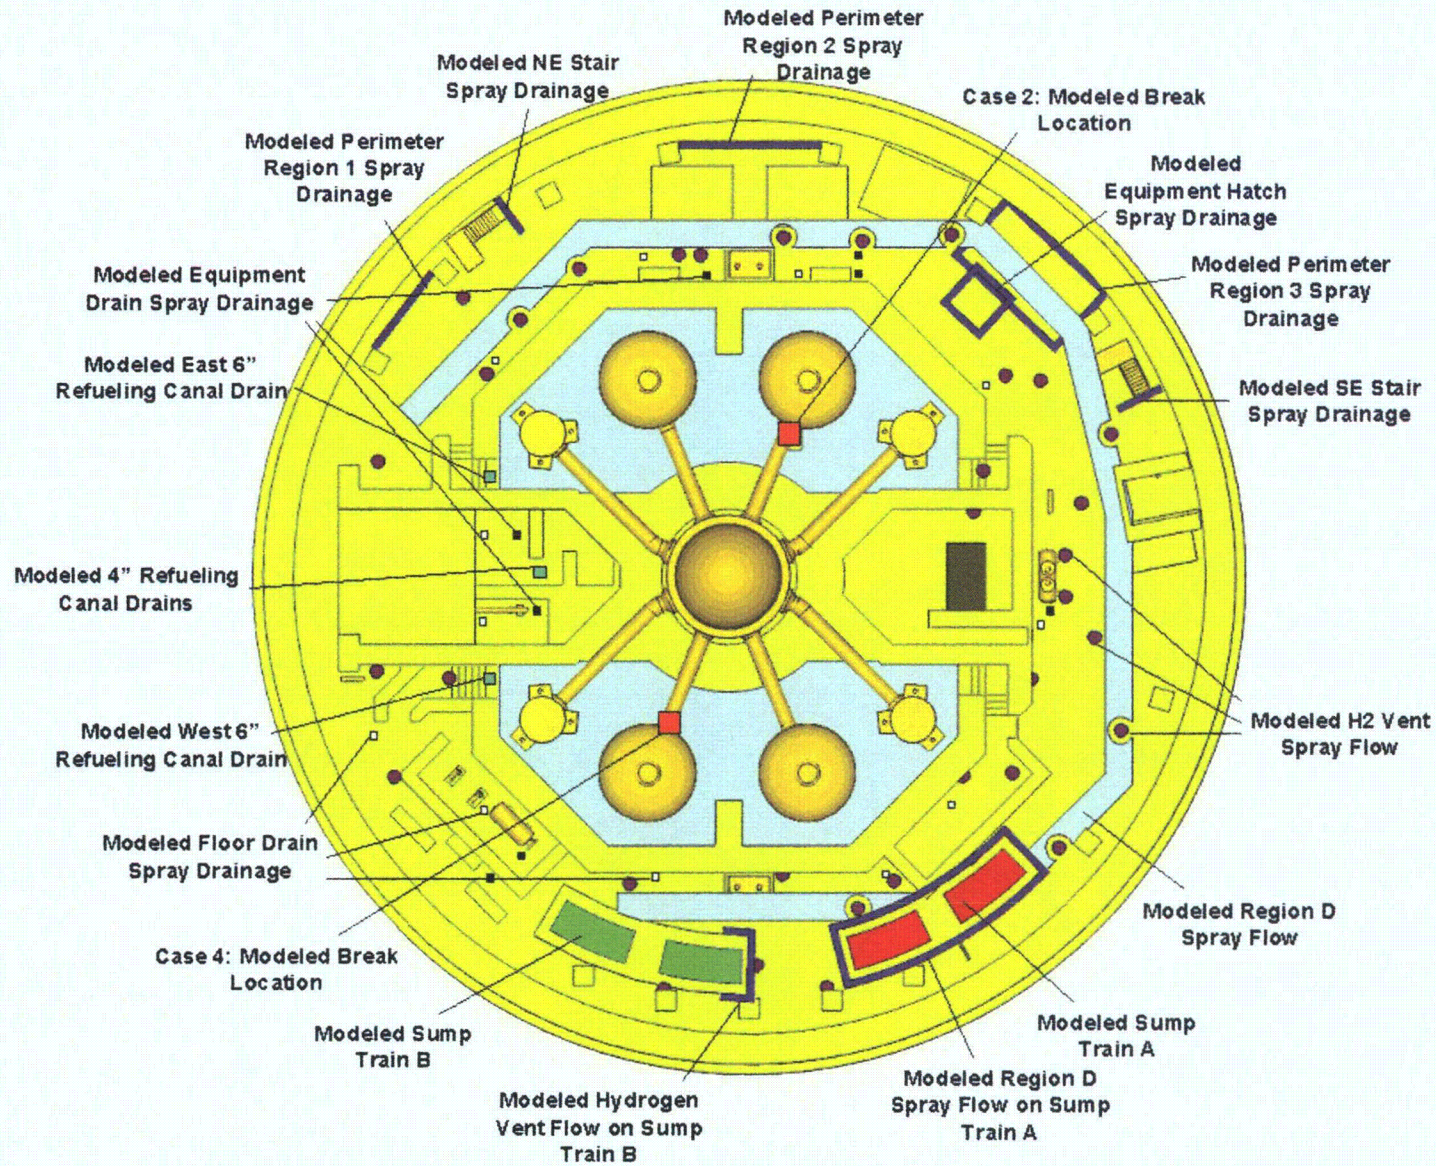 Modeled Perimeter
Region 2 Spray
Drainage
Modeled NE Stair
Spray Drainage
Case 2: Modeled Break
Location
Modeled Perimeter
Region 1 Spray
Drainage
Modeled
Equipment Hatch
Spray Drainage
Modeled Equipment
Drain Spray Drainage
Modeled Perimeter
Region 3 Spray
Drainage
Modeled East 6”
Refueling Canal Drain
Modeled SE Stair
Spray Drainage
Modeled 4” Refueling
Canal Drains
Modeled West 6”
Refueling Canal Drain
Modeled H2 Vent
Spray Flow
Modeled Floor Drain
Spray Drainage
Modeled Region D
Spray Flow
Case 4: Modeled Break
Location
Modeled Sump
Train B
Modeled Sump
Train A
Modeled Hydrogen
Vent Flow on Sump
Train B
Modeled Region D
Spray Flow on Sump
Train A